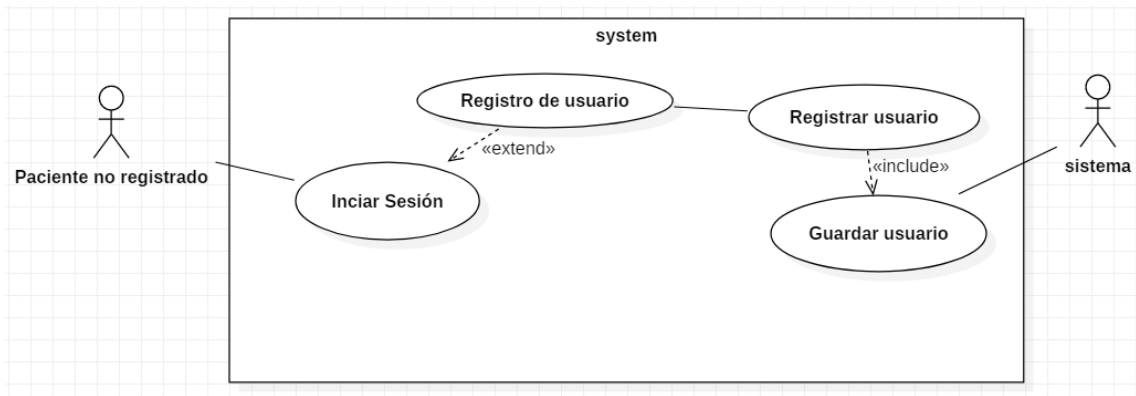 system
Registro de usuario
Registrar usuario
«extend»
«include»
Paciente no registrado
sistema
Inciar Sesión
Guardar usuario